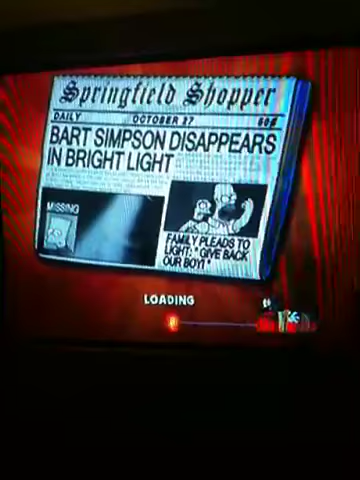 Springfield Shopper
DAILY OCTOBER 27 60¢
BART SIMPSON DISAPPEARS
IN BRIGHT LIGHT
MISSING
FAMILY PLEADS TO
LIGHT: "GIVE BACK
OUR BOY!"
LOADING